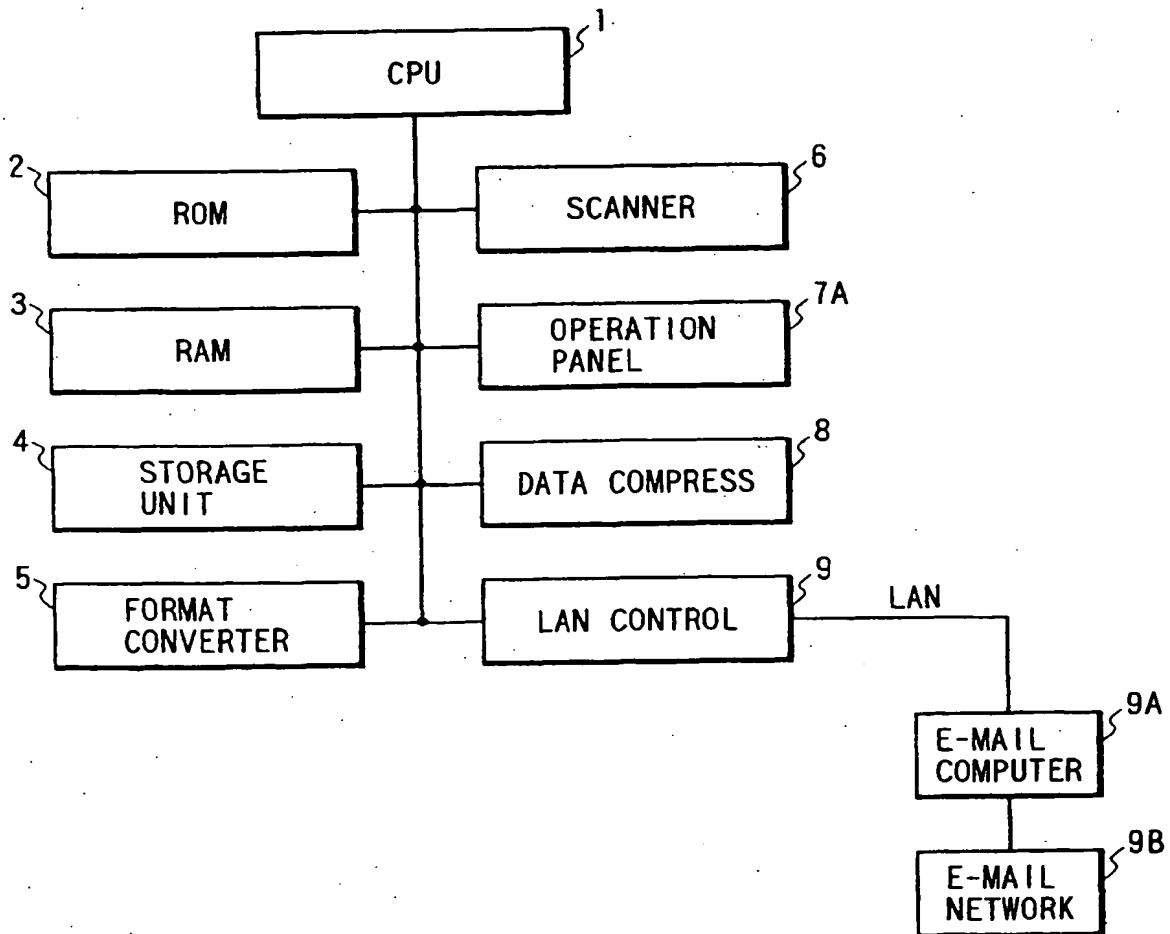 1
CPU
2
ROM
6
SCANNER
3
RAM
7A
OPERATION
PANEL
4
STORAGE
UNIT
8
DATA COMPRESS
5
FORMAT
CONVERTER
9
LAN CONTROL
LAN
9A
E-MAIL
COMPUTER
9B
E-MAIL
NETWORK